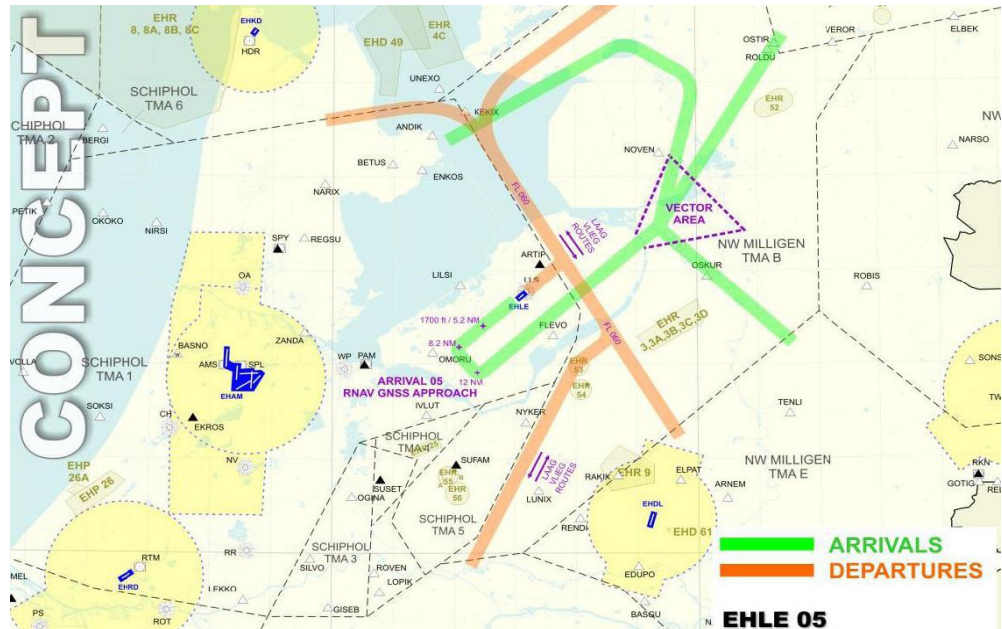 CONCEPT
EHR
8, 8A, 8B, 8C
EHKD
HDR
EHD 49
EHR
4C
UNEXO
OSTIR
ROLDU
VEROR
ELBEK
SCHIPHOL
TMA 6
TMA 2
BERGI
KEKIX
ANDIK
BETUS
ENKOS
EHR
52
NOVEN
NARSO
NARIX
FL 060
VECTOR
AREA
LAAG
VLIEG
ROUTES
PETIK
OKOKO
NIRSI
SPY
REGSU
ARTIP
NW MILLIGEN
TMA B
OA
LILSI
OSKUR
ROBIS
EHLE
1700 ft / 5.2 NM
FLEVO
EHR
3,3A,3B,3C,3D
FL 060
BASNO
ZANDA
8.2 NM
WP
PAM
OMORU
SCHIPHOL
TMA 1
AMS
SPL
EHAM
ARRIVAL 05
RNAV GNSS APPROACH
12 NM
EHR
53
EHR
54
SOKSI
CH
EKROS
IVLUT
NYKER
TENLI
SCHIPHOL
NV
EHP
26A
EHP 26
SUFAM
EHR
55
EHR
56
SUSET
OGINA
LAAG
VLIEG
ROUTES
LUNIX
RAKIK
EHR 9
ELPAT
ARNEM
NW MILLIGEN
TMA E
RKN
GOTIG
SCHIPHOL
TMA 5
RENDI
EHDL
EHD 61
RTM
EHRD
RR
SCHIPHOL
TMA 3
SILVO
ROVEN
LOPIK
LEKKO
GISEB
EDUPO
BASGU
PS
ROT
ARRIVALS
DEPARTURES
EHLE 05